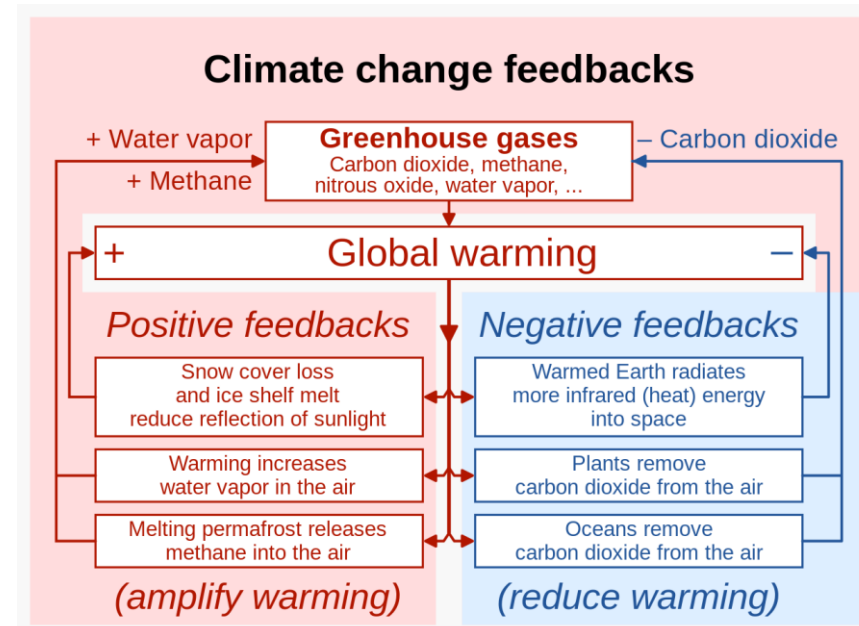 Climate change feedbacks
+ Water vapor
+ Methane
Greenhouse gases
Carbon dioxide, methane,
nitrous oxide, water vapor, ...
– Carbon dioxide
+ Global warming –
Positive feedbacks
Snow cover loss
and ice shelf melt
reduce reflection of sunlight
Warming increases
water vapor in the air
Melting permafrost releases
methane into the air
(amplify warming)
Negative feedbacks
Warmed Earth radiates
more infrared (heat) energy
into space
Plants remove
carbon dioxide from the air
Oceans remove
carbon dioxide from the air
(reduce warming)